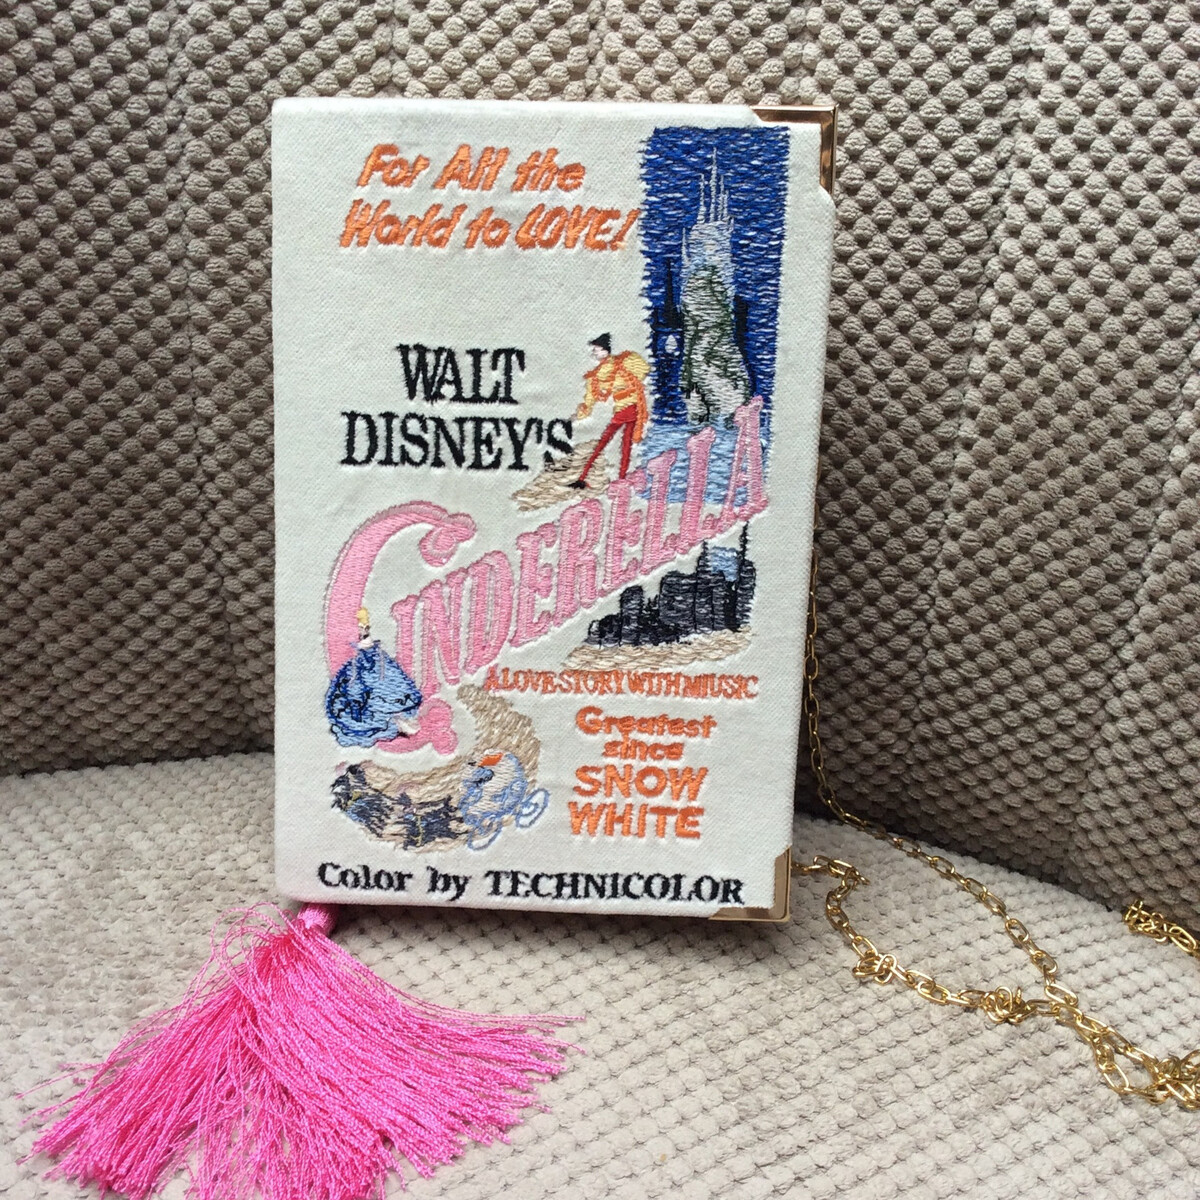 For All the
World to LOVE!
WALT
DISNEY'S
CINDERELLA
A LOVE STORY WITH MUSIC
Greatest
since
SNOW
WHITE
Color by TECHNICOLOR